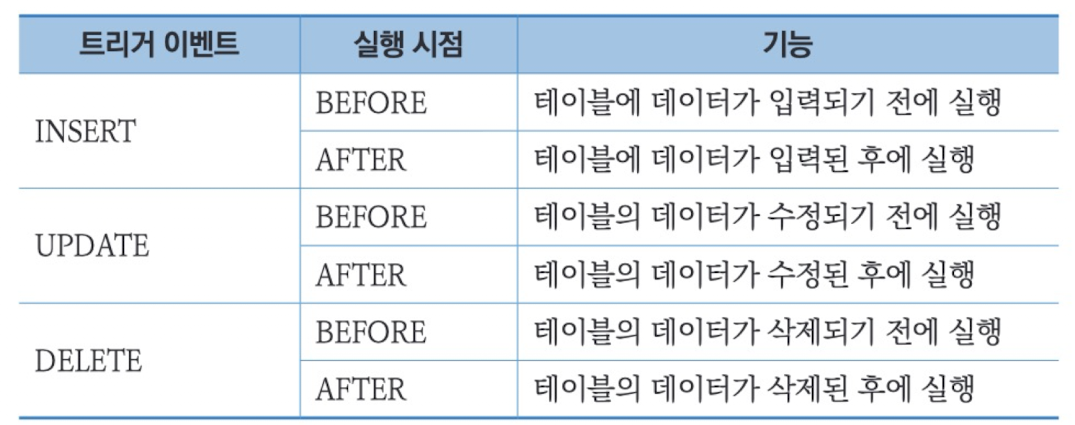 트리거 이벤트 실행 시점 기능
INSERT BEFORE 테이블에 데이터가 입력되기 전에 실행
AFTER 테이블에 데이터가 입력된 후에 실행
UPDATE BEFORE 테이블의 데이터가 수정되기 전에 실행
AFTER 테이블의 데이터가 수정된 후에 실행
DELETE BEFORE 테이블의 데이터가 삭제되기 전에 실행
AFTER 테이블의 데이터가 삭제된 후에 실행